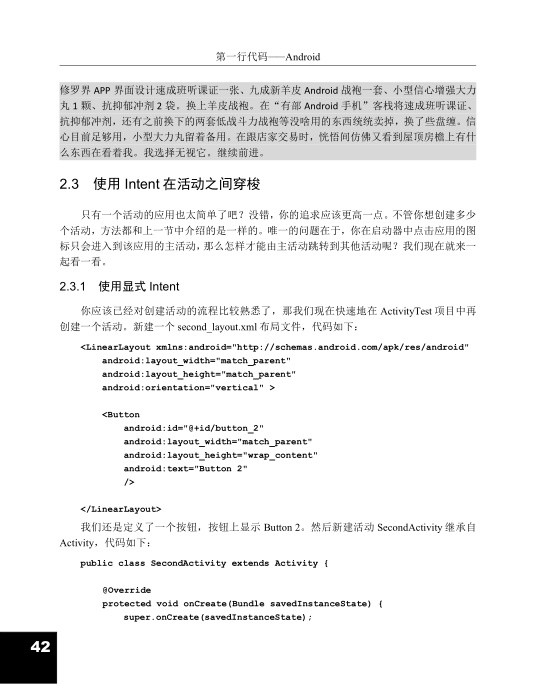 第一行代码——Android
修罗界 APP 界面设计速成班听课证一张、九成新羊皮 Android 战袍一套、小型信心增强大力
丸 1 颗、抗抑郁冲剂 2 袋。换上羊皮战袍。在“有部 Android 手机”客栈将速成班听课证、
抗抑郁冲剂，还有之前换下的两套低战斗力战袍等没啥用的东西统统卖掉，换了些盘缠。信
心目前足够用，小型大力丸留着备用。在跟店家交易时，恍惚间仿佛又看到屋顶房檐上有什
么东西在看着我。我选择无视它。继续前进。
2.3 使用 Intent 在活动之间穿梭
只有一个活动的应用也太简单了吧？没错，你的追求应该更高一点。不管你想创建多少
个活动，方法都和上一节中介绍的是一样的。唯一的问题在于，你在启动器中点击应用的图
标只会进入到该应用的主活动，那么怎样才能由主活动跳转到其他活动呢？我们现在就来一
起看一看。
2.3.1 使用显式 Intent
你应该已经对创建活动的流程比较熟悉了，那我们现在快速地在 ActivityTest 项目中再
创建一个活动。新建一个 second_layout.xml 布局文件，代码如下：
<LinearLayout xmlns:android="http://schemas.android.com/apk/res/android"
android:layout_width="match_parent"
android:layout_height="match_parent"
android:orientation="vertical" >
<Button
android:id="@+id/button_2"
android:layout_width="match_parent"
android:layout_height="wrap_content"
android:text="Button 2"
/>
</LinearLayout>
我们还是定义了一个按钮，按钮上显示 Button 2。然后新建活动 SecondActivity 继承自
Activity，代码如下：
public class SecondActivity extends Activity {
@Override
protected void onCreate(Bundle savedInstanceState) {
super.onCreate(savedInstanceState);
42